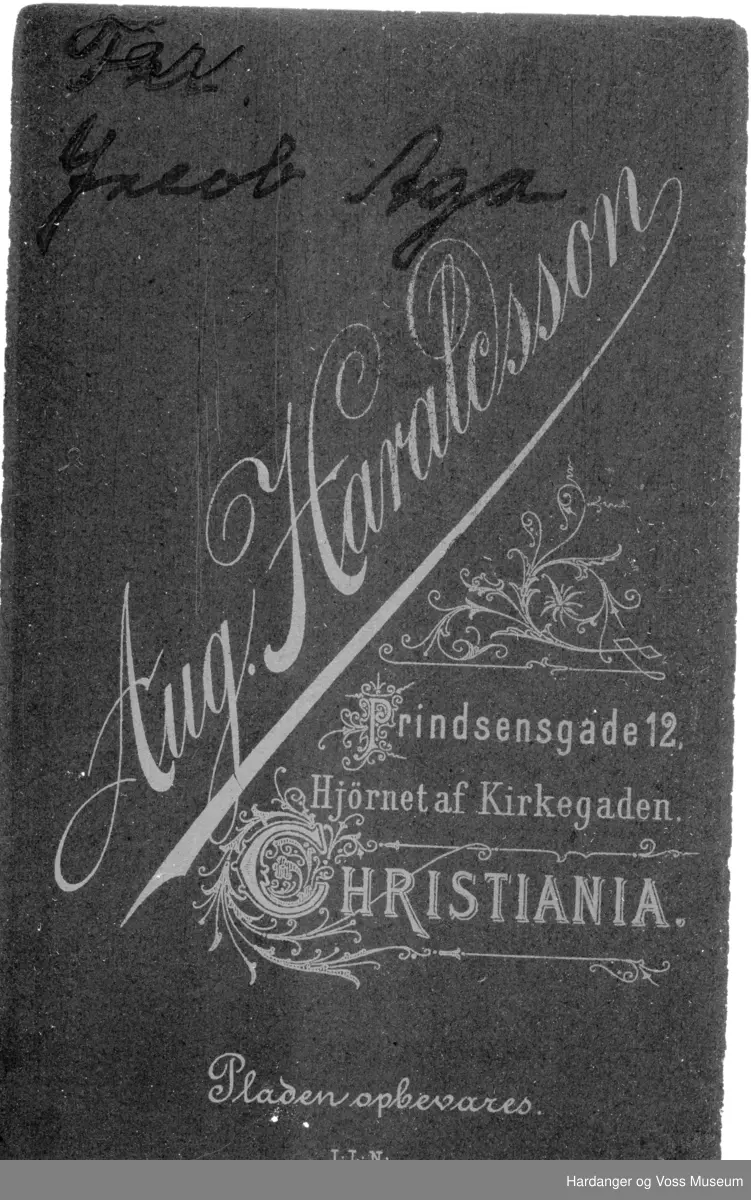 Far.
Jacob Aga.
Aug. Haraldsson
Prindsensgade 12,
Hjörnet af Kirkegaden.
CHRISTIANIA.
Pladen opbevares.
I.I.N.
Hardanger og Voss Museum